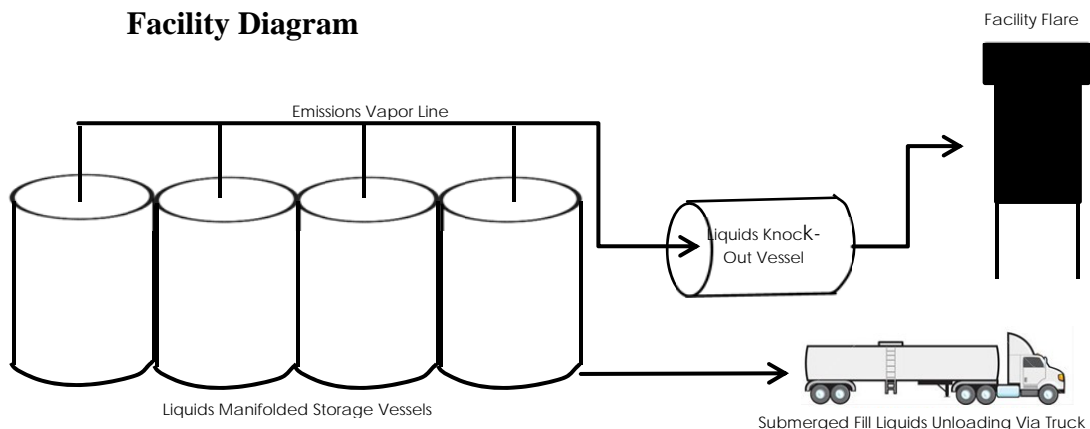 Facility Diagram
Facility Flare
Emissions Vapor Line
Liquids Knock-
Out Vessel
Liquids Manifolded Storage Vessels
Submerged Fill Liquids Unloading Via Truck